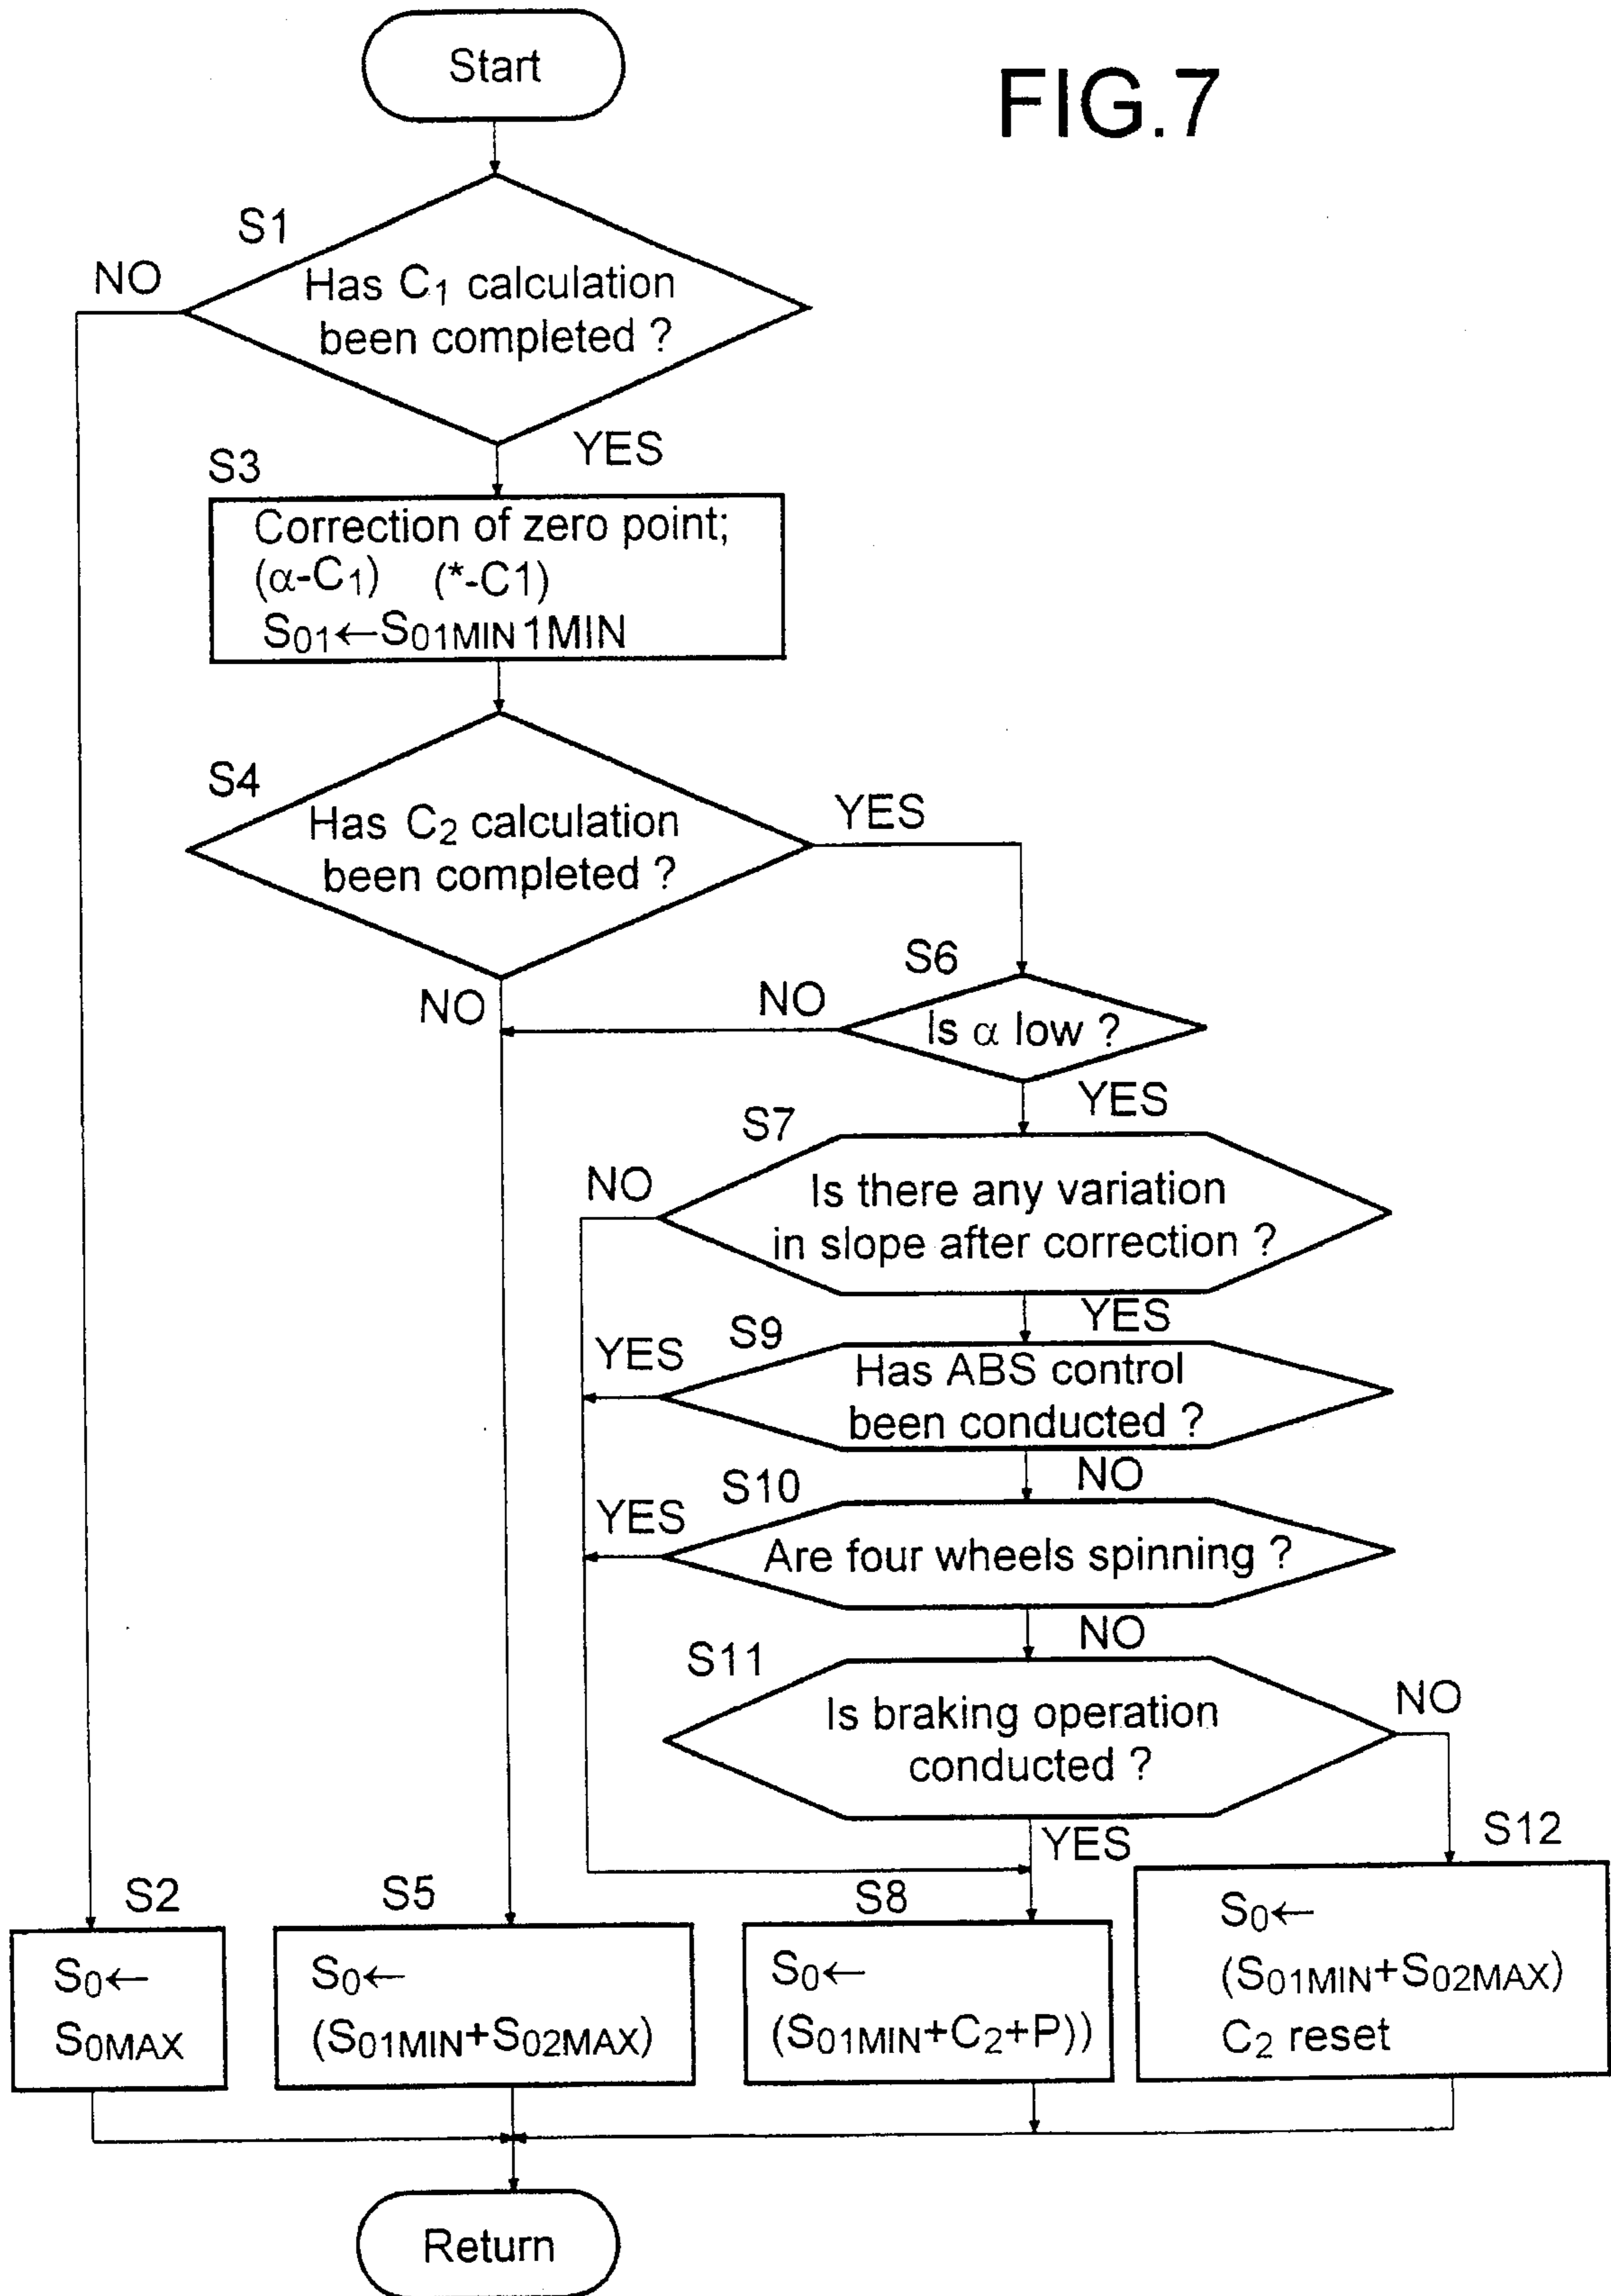 Start
FIG.7
S1
NO
Has C₁ calculation
been completed ?
YES
S3
Correction of zero point;
(α-C₁) (*-C1)
S₀₁←S₀₁MIN 1MIN
S4
Has C₂ calculation
been completed ?
YES
NO
S6
NO
Is α low ?
YES
S7
NO
Is there any variation
in slope after correction ?
YES
S9
YES
Has ABS control
been conducted ?
NO
S10
YES
Are four wheels spinning ?
NO
S11
Is braking operation
conducted ?
NO
YES
S2
S₀←
S₀MAX
S5
S₀←
(S₀₁MIN+S₀₂MAX)
S8
S₀←
(S₀₁MIN+C₂+P))
S12
S₀←
(S₀₁MIN+S₀₂MAX)
C₂ reset
Return